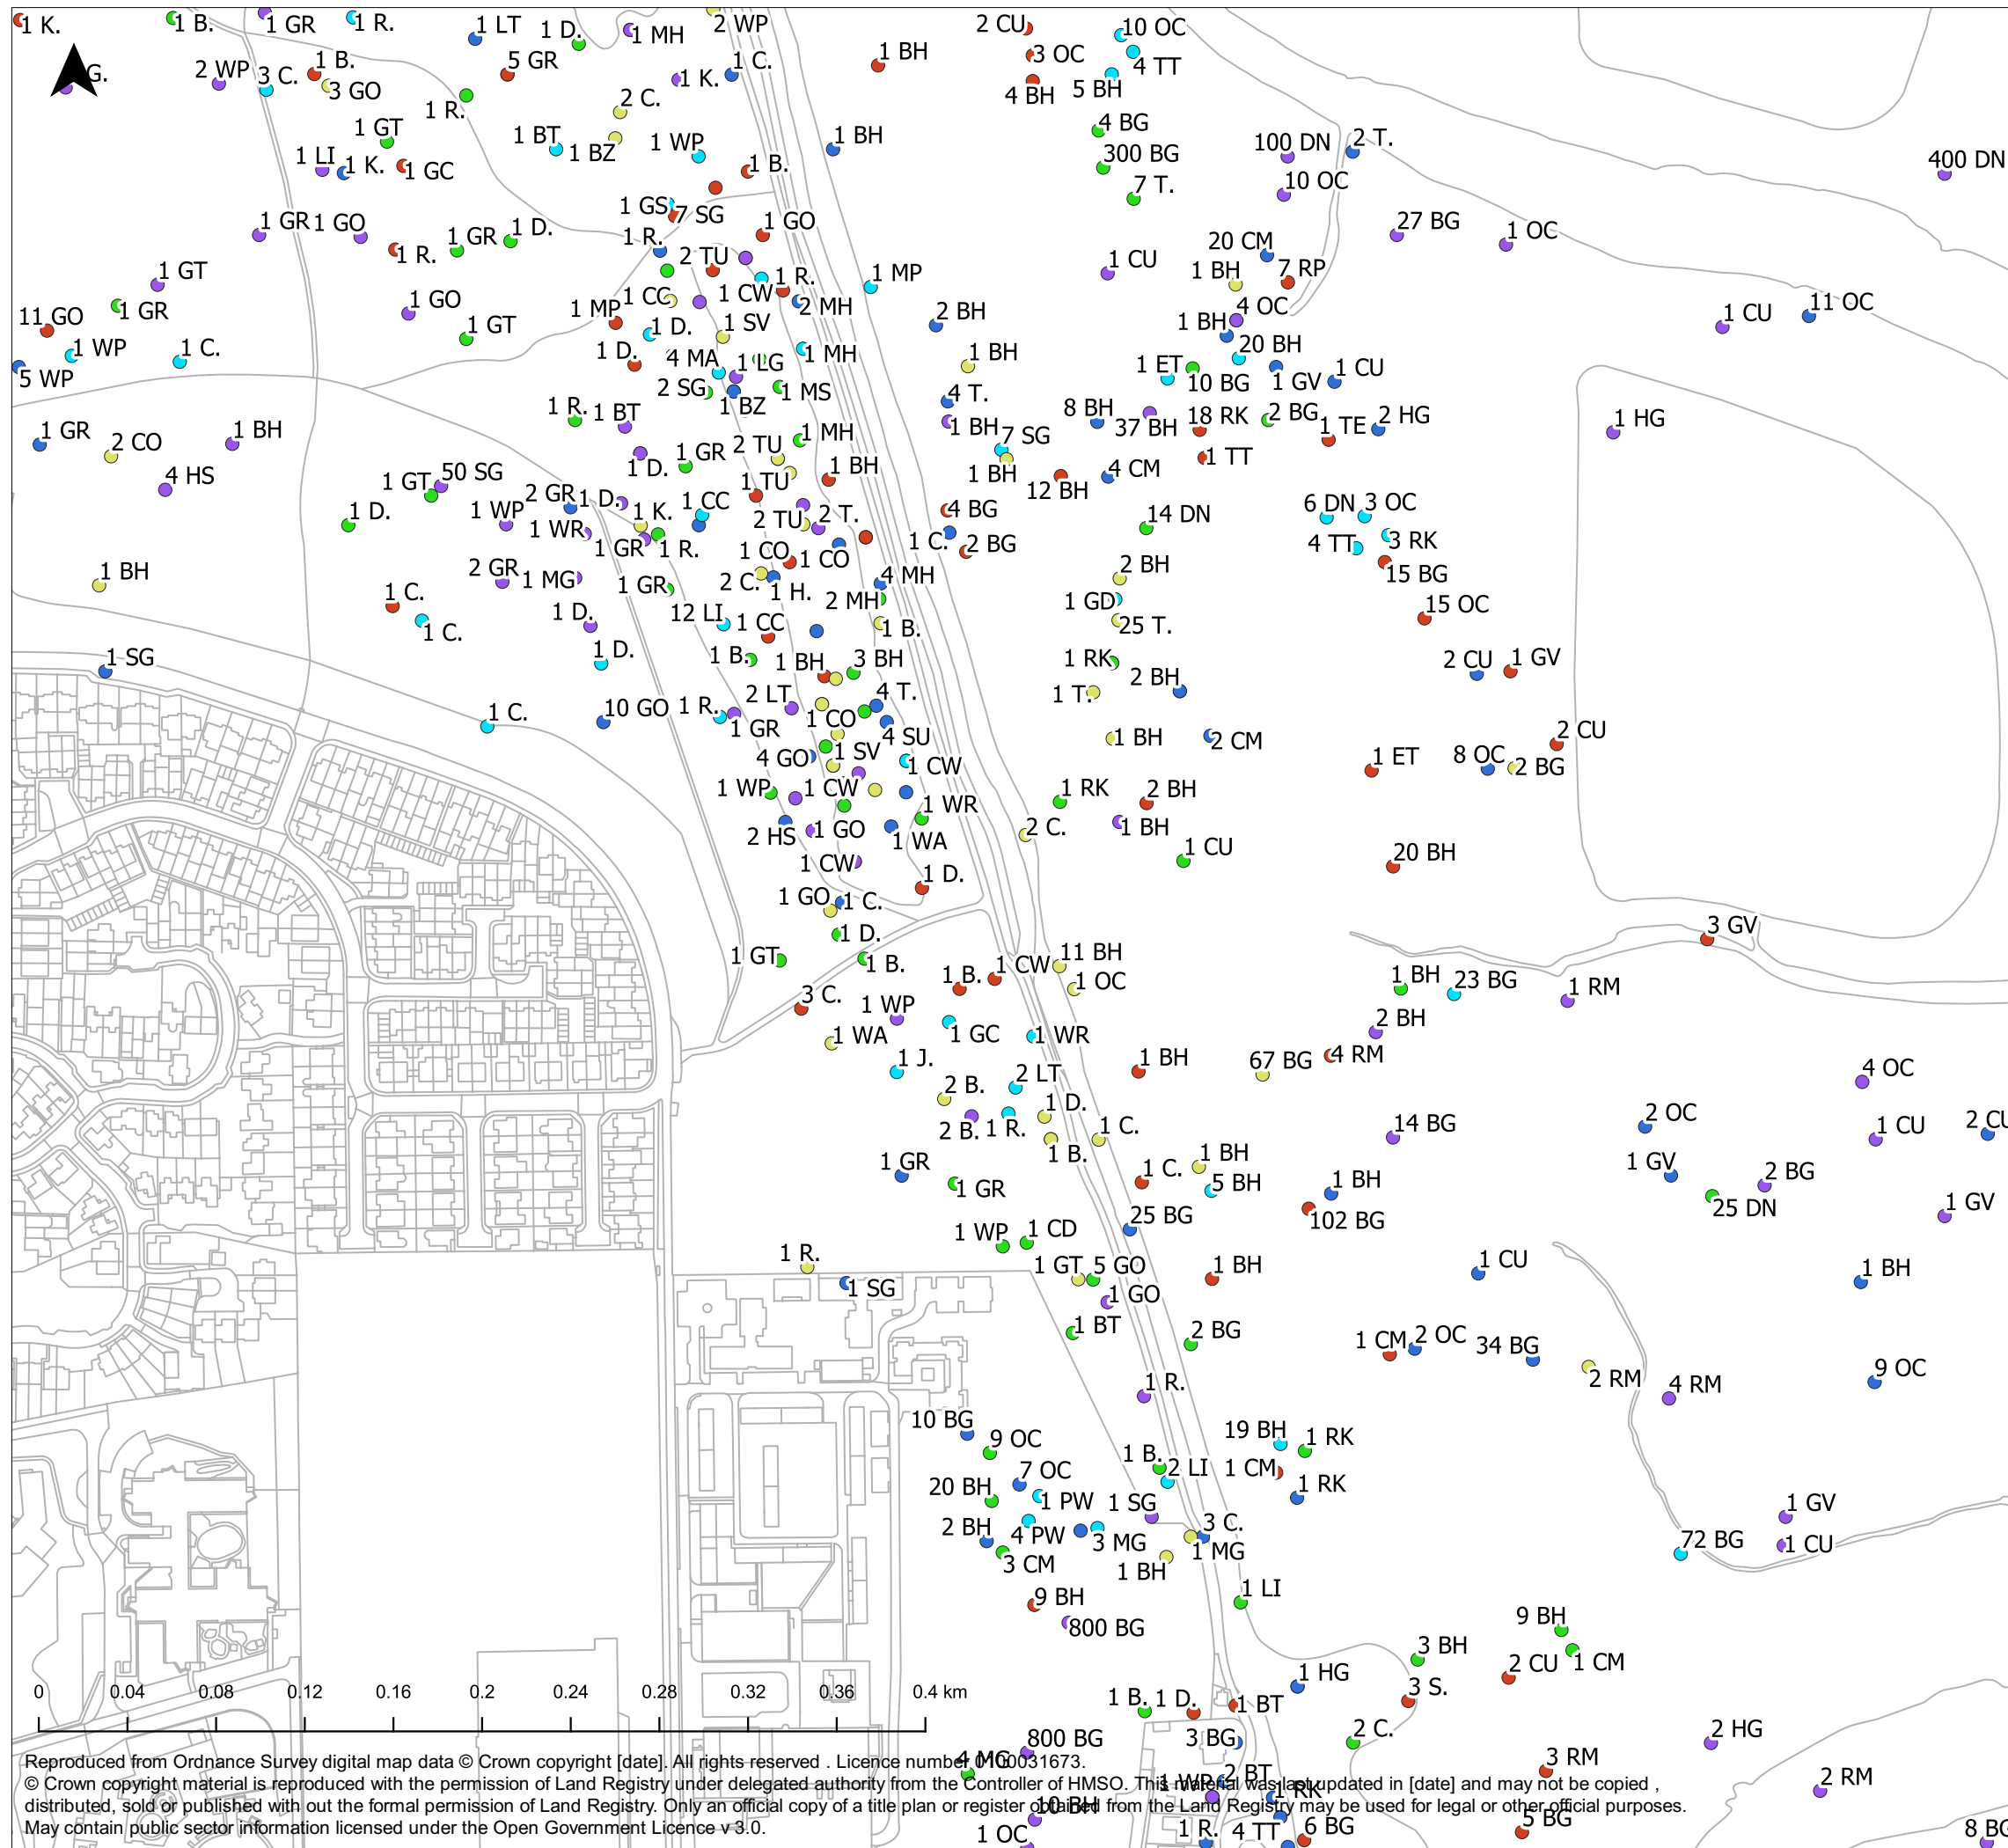 1 K.
1 B.
1 GR
1 R.
1 LT
1 D.
1 MH
2 WP
2 CU
10 OC
G.
2 WP
3 C.
1 B.
3 GO
5 GR
1 K.
1 C.
1 BH
3 OC
4 TT
4 BH
5 BH
1 R.
2 C.
1 GT
1 BT
1 BZ
1 WP
1 BH
4 BG
100 DN
2 T.
400 DN
1 LI
1 K.
1 GC
1 B.
300 BG
10 OC
7 T.
1 GS
7 SG
1 GR
1 GO
1 R.
1 GR
1 D.
1 R.
1 GO
27 BG
1 OC
2 TU
20 CM
1 GT
1 R.
1 MP
1 CU
1 BH
7 RP
11 GO
1 GR
1 GO
1 MP
1 CC
1 CW
2 MH
2 BH
4 OC
1 BH
1 CU
11 OC
1 GT
1 D.
1 SV
1 WP
1 C.
1 D.
4 MA
1 LG
1 MH
1 BH
1 ET
20 BH
5 WP
2 SG
1 BZ
1 MS
4 T.
10 BG
1 GV
1 CU
1 R.
1 BT
8 BH
37 BH
18 RK
2 BG
1 TE
2 HG
1 HG
1 GR
2 CO
1 BH
1 MH
1 BH
7 SG
2 TU
1 D.
1 GR
1 BH
1 BH
1 TT
4 HS
1 GT
50 SG
1 TU
12 BH
4 CM
1 D.
1 WP
2 GR
1 D.
1 K.
1 CC
2 TU
2 T.
4 BG
14 DN
6 DN
3 OC
1 WR
1 GR
1 R.
1 C.
2 BG
4 TT
3 RK
1 CO
1 CO
1 BH
2 GR
1 MG
1 GR
2 C.
1 H.
4 MH
2 BH
15 BG
1 C.
2 MH
1 GD
15 OC
1 C.
1 D.
12 LI
1 CC
1 B.
25 T.
1 SG
1 D.
1 B.
1 BH
3 BH
1 RK
2 BH
2 CU
1 GV
1 C.
10 GO
1 R.
1 GR
2 LT
4 T.
1 T.
1 CO
4 SU
1 BH
2 CM
2 CU
4 GO
1 SV
1 CW
1 ET
8 OC
2 BG
1 WP
1 CW
1 WR
1 RK
2 BH
2 HS
1 GO
1 WA
2 C.
1 BH
1 CW
1 D.
1 CU
20 BH
1 GO
1 C.
1 D.
3 GV
1 GT
1 B.
1 B.
1 CW
11 BH
1 OC
1 BH
23 BG
1 RM
3 C.
1 WP
1 GC
1 WR
2 BH
1 WA
1 J.
1 BH
67 BG
4 RM
4 OC
2 B.
2 LT
1 D.
2 B.
1 R.
1 B.
1 C.
14 BG
2 OC
1 CU
2 CU
1 GR
1 GR
1 C.
1 BH
5 BH
1 BH
1 GV
2 BG
25 DN
1 GV
1 WP
1 CD
25 BG
102 BG
1 R.
1 SG
1 GT
5 GO
1 GO
1 BH
1 CU
1 BH
1 BT
2 BG
1 CM
2 OC
34 BG
2 RM
4 RM
9 OC
1 R.
10 BG
9 OC
19 BH
1 RK
1 B.
2 LI
1 CM
7 OC
20 BH
1 PW
1 SG
1 RK
2 BH
4 PW
3 MG
3 C.
1 MG
1 GV
3 CM
1 BH
72 BG
1 CU
9 BH
1 LI
800 BG
9 BH
3 BH
1 CM
1 HG
2 CU
0 0.04 0.08 0.12 0.16 0.2 0.24 0.28 0.32 0.36 0.4 km
1 B.
1 D.
1 BT
3 S.
800 BG
3 BG
2 C.
2 HG
4 MG
3 RM
Reproduced from Ordnance Survey digital map data © Crown copyright [date]. All rights reserved . Licence number 0100031673.
2 BT
1 WP
1 RK
2 RM
© Crown copyright material is reproduced with the permission of Land Registry under delegated authority from the Controller of HMSO. This material was last updated in [date] and may not be copied ,
distributed, sold or published with out the formal permission of Land Registry. Only an official copy of a title plan or register obtained from the Land Registry may be used for legal or other official purposes.
10 BH
May contain public sector information licensed under the Open Government Licence v 3.0.
1 OC
1 R.
4 TT
6 BG
5 BG
8 BG